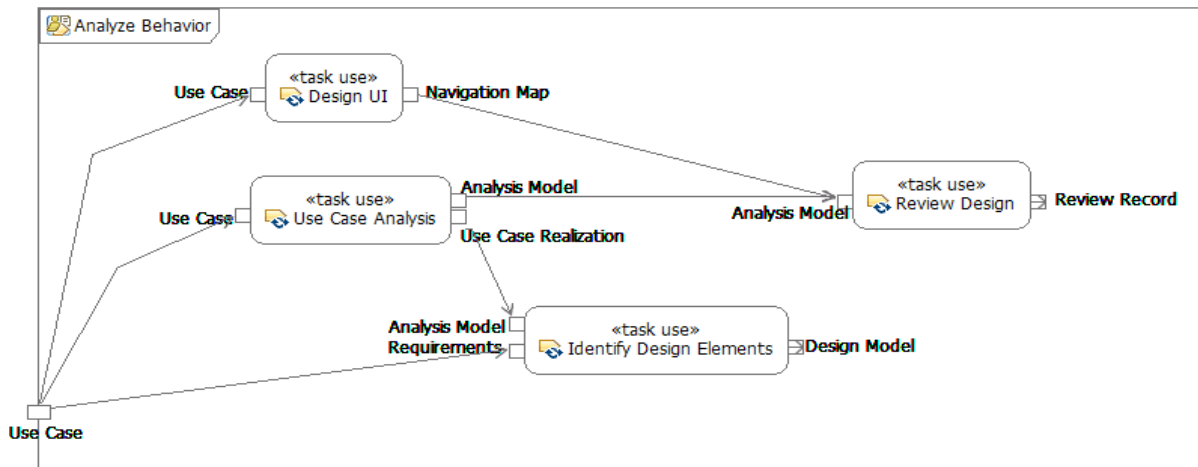 Analyze Behavior
«task use»
Design UI
Use Case
Navigation Map
«task use»
Use Case Analysis
Use Case
Analysis Model
Use Case Realization
«task use»
Review Design
Analysis Model
Review Record
«task use»
Identify Design Elements
Analysis Model
Requirements
Design Model
Use Case